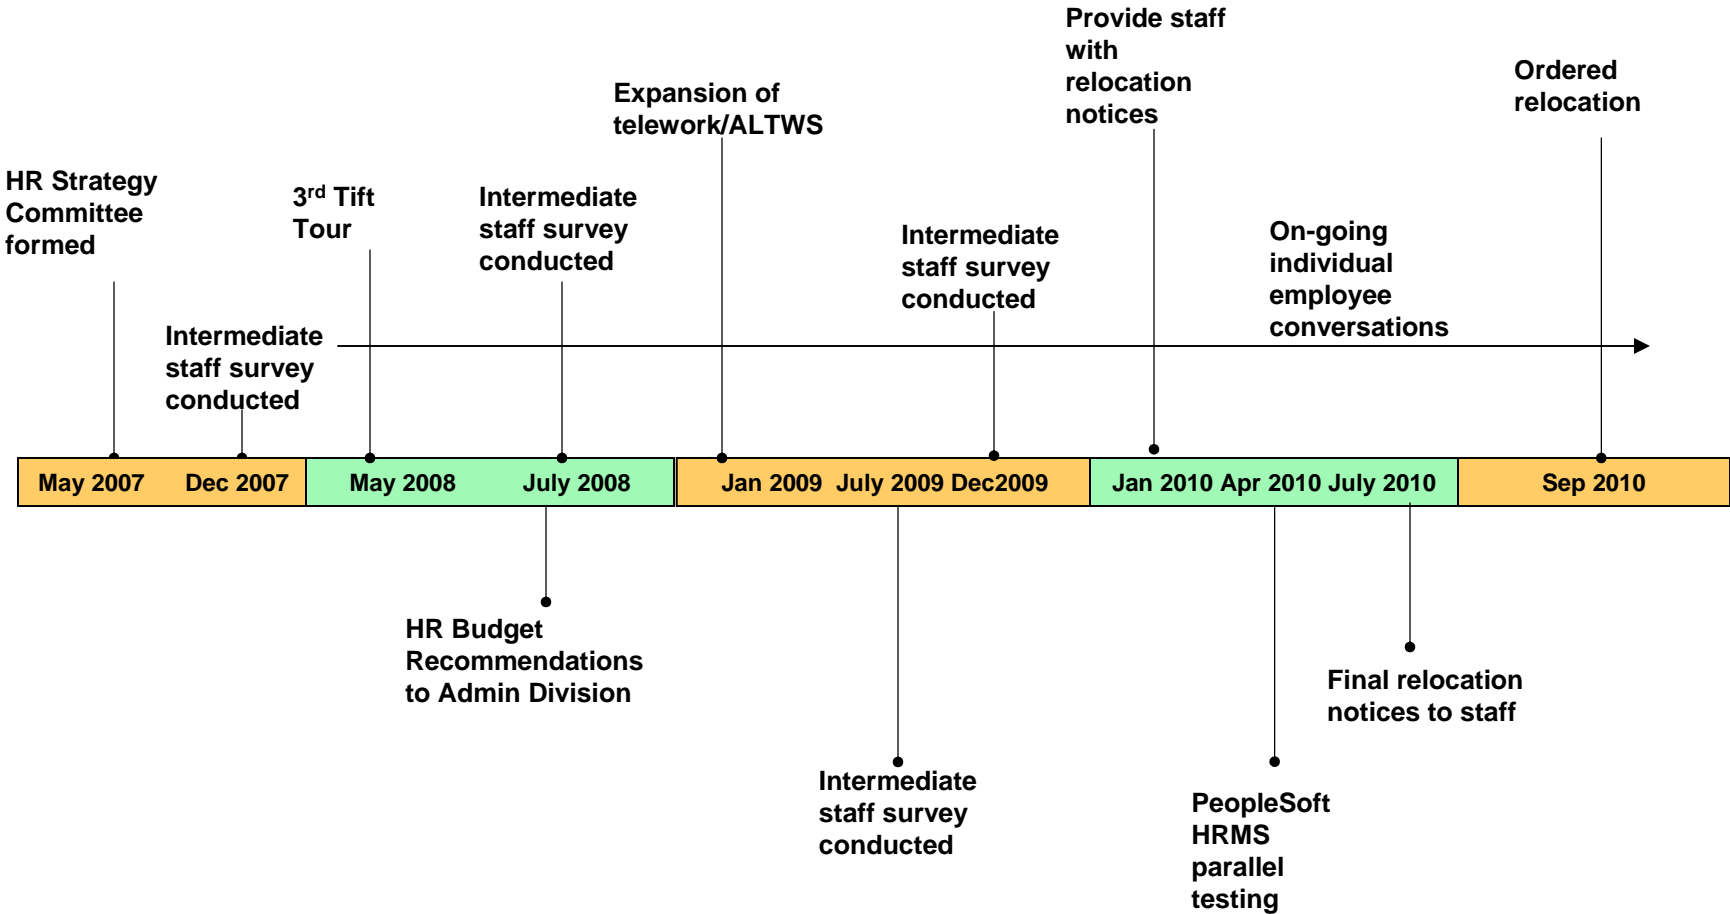 Provide staff
with
relocation
notices
Ordered
relocation
Expansion of
telework/ALTWS
HR Strategy
Committee
formed
3rd Tift
Tour
Intermediate
staff survey
conducted
Intermediate
staff survey
conducted
On-going
individual
employee
conversations
Intermediate
staff survey
conducted
May 2007 Dec 2007 May 2008 July 2008 Jan 2009 July 2009 Dec2009 Jan 2010 Apr 2010 July 2010 Sep 2010
HR Budget
Recommendations
to Admin Division
Final relocation
notices to staff
Intermediate
staff survey
conducted
PeopleSoft
HRMS
parallel
testing